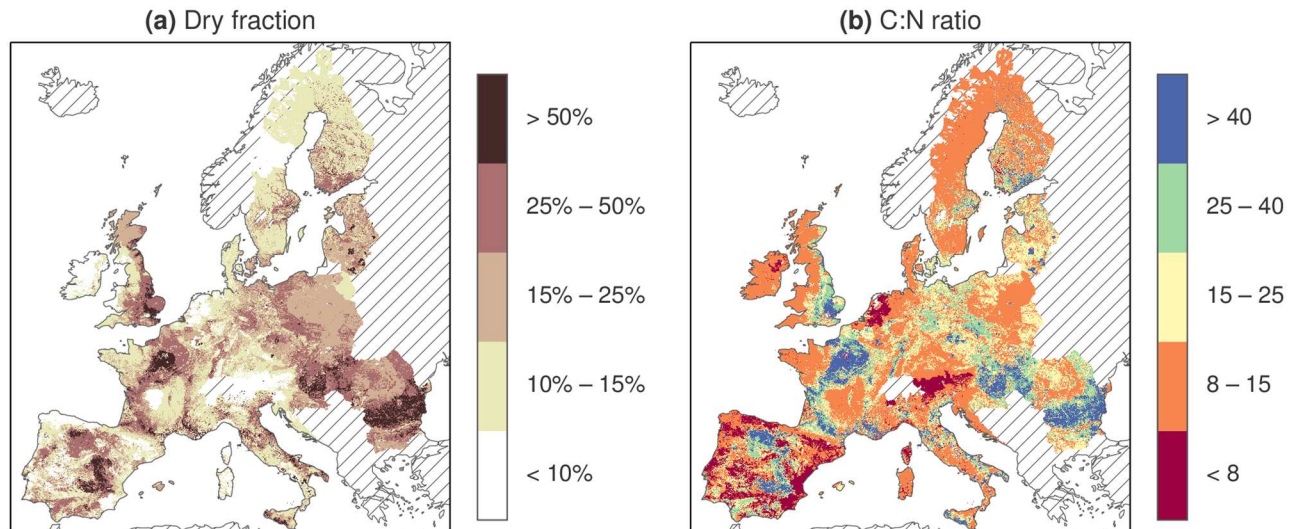 (a) Dry fraction
> 50%
25% – 50%
15% – 25%
10% – 15%
< 10%
(b) C:N ratio
> 40
25 – 40
15 – 25
8 – 15
< 8